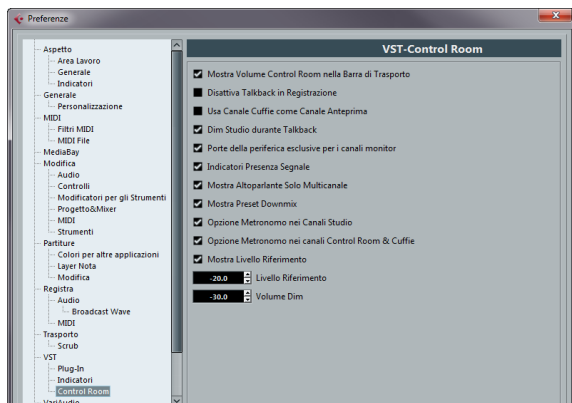 Preferenze
Aspetto
Area Lavoro
Generale
Indicatori
Generale
Personalizzazione
MIDI
Filtri MIDI
MIDI File
MediaBay
Modifica
Audio
Controlli
Modificatori per gli Strumenti
Progetto&Mixer
MIDI
Strumenti
Partiture
Colori per altre applicazioni
Layer Nota
Modifica
Registra
Audio
Broadcast Wave
MIDI
Trasporto
Scrub
VST
Plug-In
Indicatori
Control Room
VariAudio
VST-Control Room
Mostra Volume Control Room nella Barra di Trasporto
Disattiva Talkback in Registrazione
Usa Canale Cuffie come Canale Anteprima
Dim Studio durante Talkback
Porte della periferica esclusive per i canali monitor
Indicatori Presenza Segnale
Mostra Altoparlante Solo Multicanale
Mostra Preset Downmix
Opzione Metronomo nei Canali Studio
Opzione Metronomo nei canali Control Room & Cuffie
Mostra Livello Riferimento
-20.0 Livello Riferimento
-30.0 Volume Dim